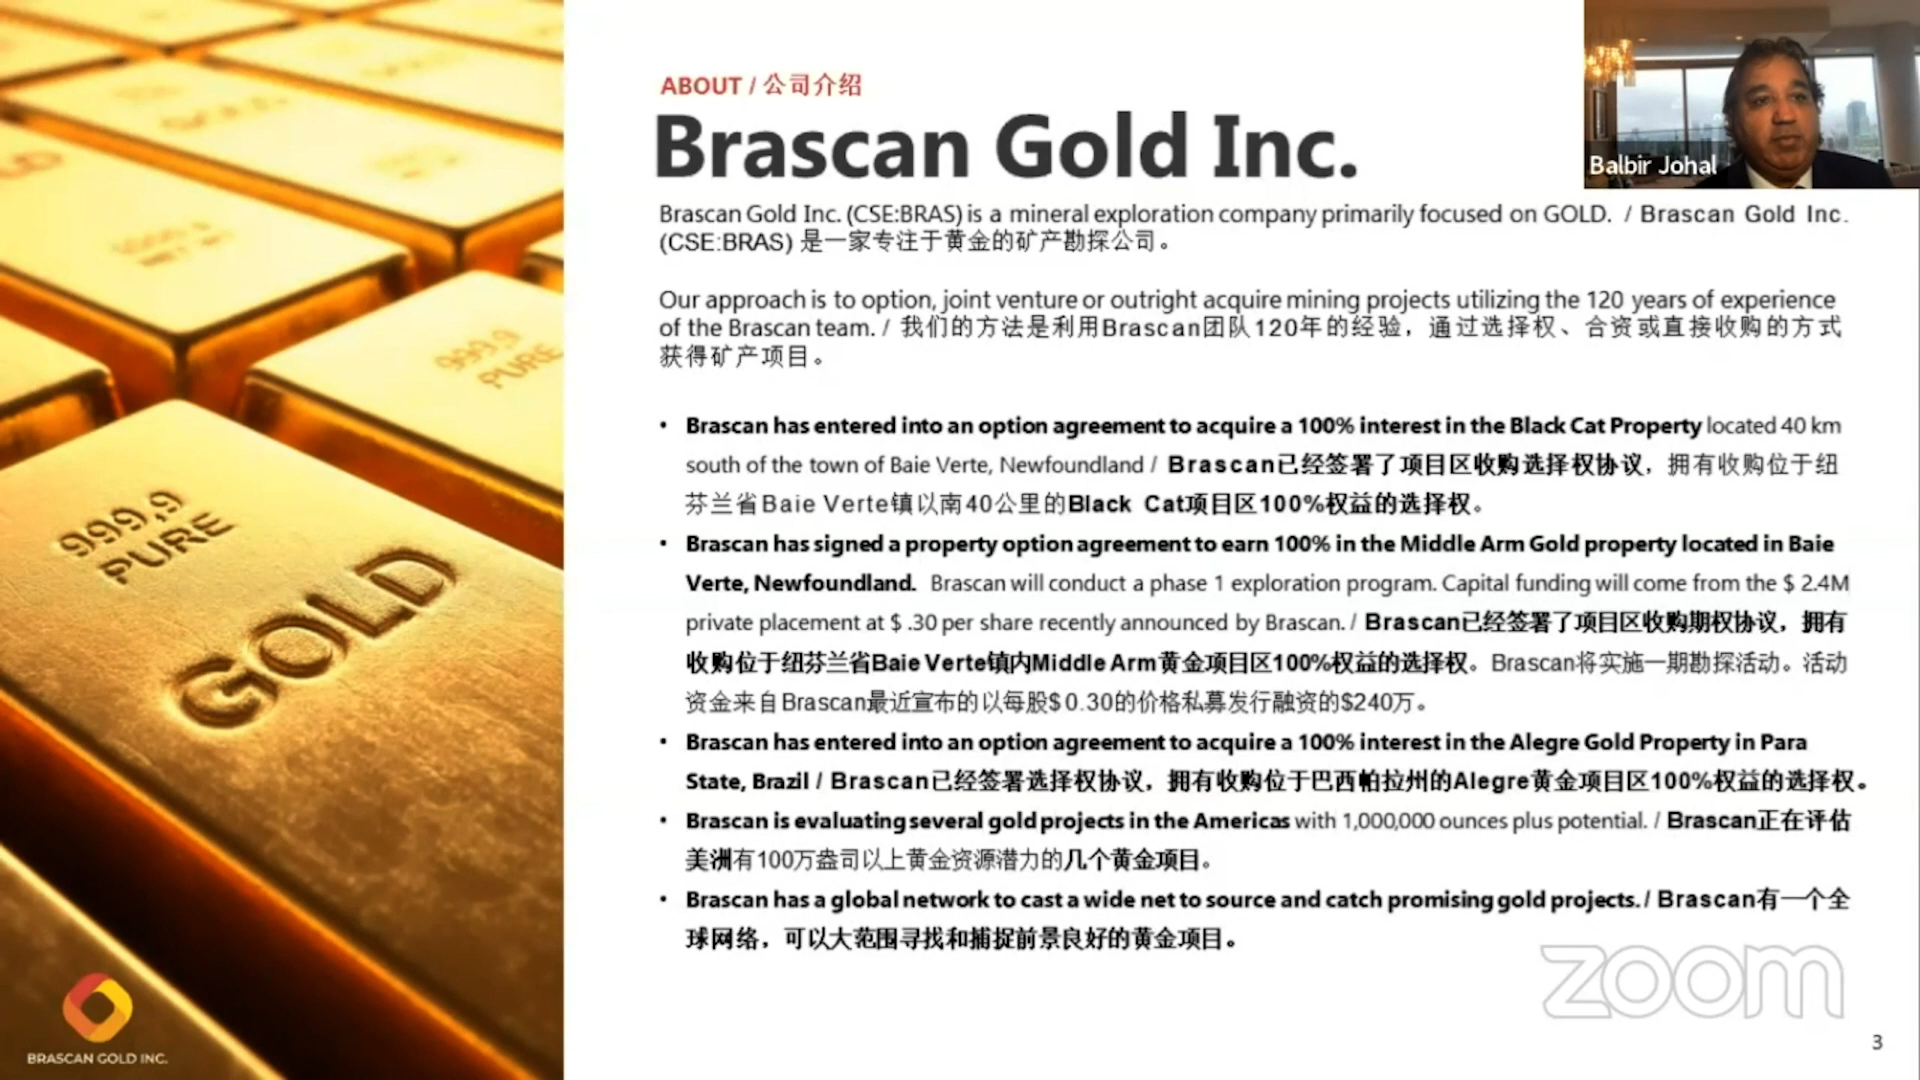 ABOUT / 公司介绍
Brascan Gold Inc.
Balbir Johal
Brascan Gold Inc. (CSE:BRAS) is a mineral exploration company primarily focused on GOLD. / Brascan Gold Inc.
(CSE:BRAS) 是一家专注于黄金的矿产勘探公司。
Our approach is to option, joint venture or outright acquire mining projects utilizing the 120 years of experience
of the Brascan team. / 我们的方法是利用Brascan团队120年的经验，通过选择权、合资或直接收购的方式
获得矿产项目。
• Brascan has entered into an option agreement to acquire a 100% interest in the Black Cat Property located 40 km
south of the town of Baie Verte, Newfoundland / Brascan已经签署了项目区收购选择权协议，拥有收购位于纽
芬兰省Baie Verte镇以南40公里的Black Cat项目区100%权益的选择权。
• Brascan has signed a property option agreement to earn 100% in the Middle Arm Gold property located in Baie
Verte, Newfoundland. Brascan will conduct a phase 1 exploration program. Capital funding will come from the $ 2.4M
private placement at $ .30 per share recently announced by Brascan. / Brascan已经签署了项目区收购期权协议，拥有
收购位于纽芬兰省Baie Verte镇内Middle Arm黄金项目区100%权益的选择权。Brascan将实施一期勘探活动。活动
资金来自Brascan最近宣布的以每股$0.30的价格私募发行融资的$240万。
• Brascan has entered into an option agreement to acquire a 100% interest in the Alegre Gold Property in Para
State, Brazil / Brascan已经签署选择权协议，拥有收购位于巴西帕拉州的Alegre黄金项目区100%权益的选择权。
• Brascan is evaluating several gold projects in the Americas with 1,000,000 ounces plus potential. / Brascan正在评估
美洲有100万盎司以上黄金资源潜力的几个黄金项目。
• Brascan has a global network to cast a wide net to source and catch promising gold projects. / Brascan有一个全
球网络，可以大范围寻找和捕捉前景良好的黄金项目。
999,9
PURE
999,9
PURE
GOLD
BRASCAN GOLD INC.
zoom
3